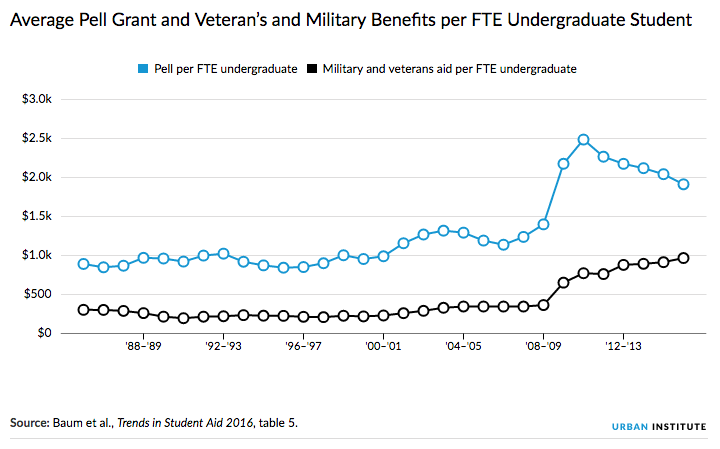 Average Pell Grant and Veteran’s and Military Benefits per FTE Undergraduate Student
Pell per FTE undergraduate Military and veterans aid per FTE undergraduate
$3.0k
$2.5k
$2.0k
$1.5k
$1.0k
$500
$0
'88–'89 '92–'93 '96–'97 '00–'01 '04–'05 '08–'09 '12–'13
Source: Baum et al., Trends in Student Aid 2016, table 5.
URBAN INSTITUTE